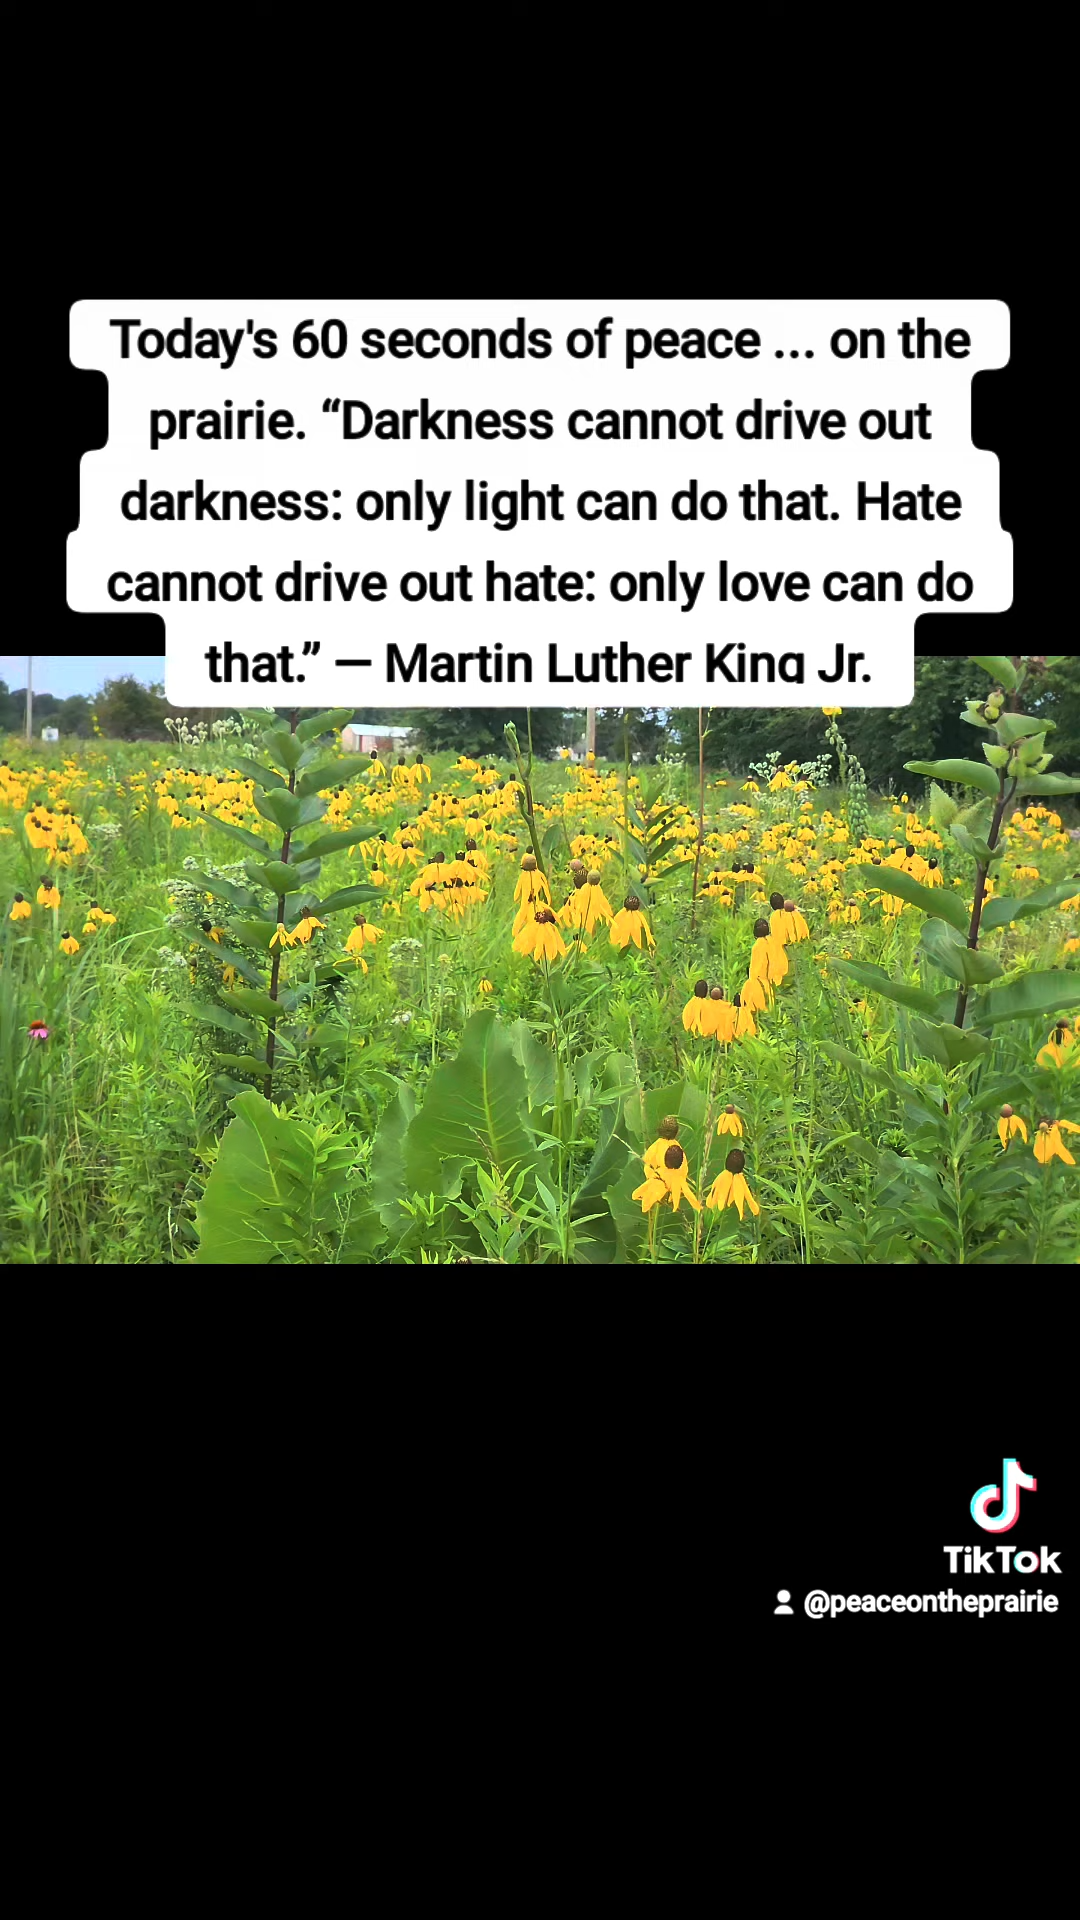 Today's 60 seconds of peace ... on the
prairie. “Darkness cannot drive out
darkness: only light can do that. Hate
cannot drive out hate: only love can do
that.” — Martin Luther King Jr.
TikTok
@peaceontheprairie